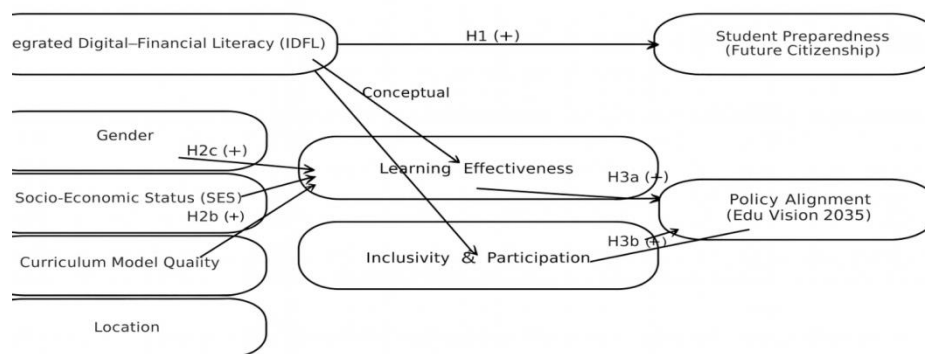 egrated Digital–Financial Literacy (IDFL)
H1 (+)
Student Preparedness
(Future Citizenship)
Conceptual
Gender
H2c (+)
Learning Effectiveness
H3a (+)
Socio-Economic Status (SES)
H2b (+)
Policy Alignment
(Edu Vision 2035)
H3b (+)
Curriculum Model Quality
Inclusivity & Participation
Location